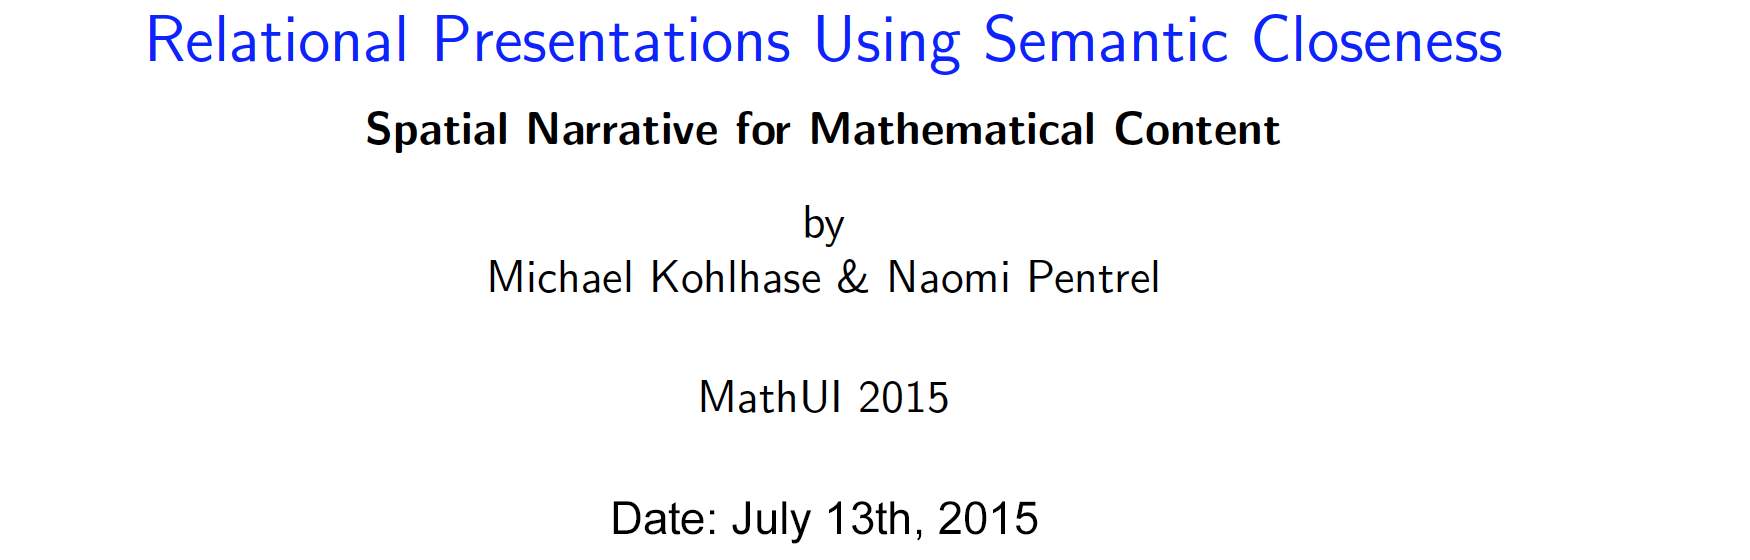 Relational Presentations Using Semantic Closeness
Spatial Narrative for Mathematical Content
by
Michael Kohlhase & Naomi Pentrel
MathUI 2015
Date: July 13th, 2015